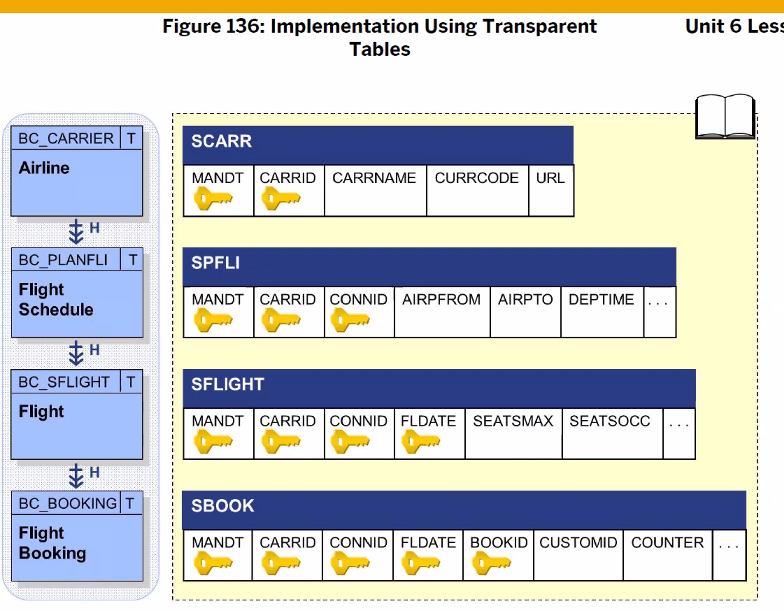 Figure 136: Implementation Using Transparent
Tables
Unit 6 Less
BC_CARRIER T
Airline
H
BC_PLANFLI T
Flight
Schedule
H
BC_SFLIGHT T
Flight
H
BC_BOOKING T
Flight
Booking
SCARR
MANDT CARRID CARRNAME CURRCODE URL
SPFLI
MANDT CARRID CONNID AIRPFROM AIRPTO DEPTIME ...
SFLIGHT
MANDT CARRID CONNID FLDATE SEATSMAX SEATSOCC ...
SBOOK
MANDT CARRID CONNID FLDATE BOOKID CUSTOMID COUNTER ...